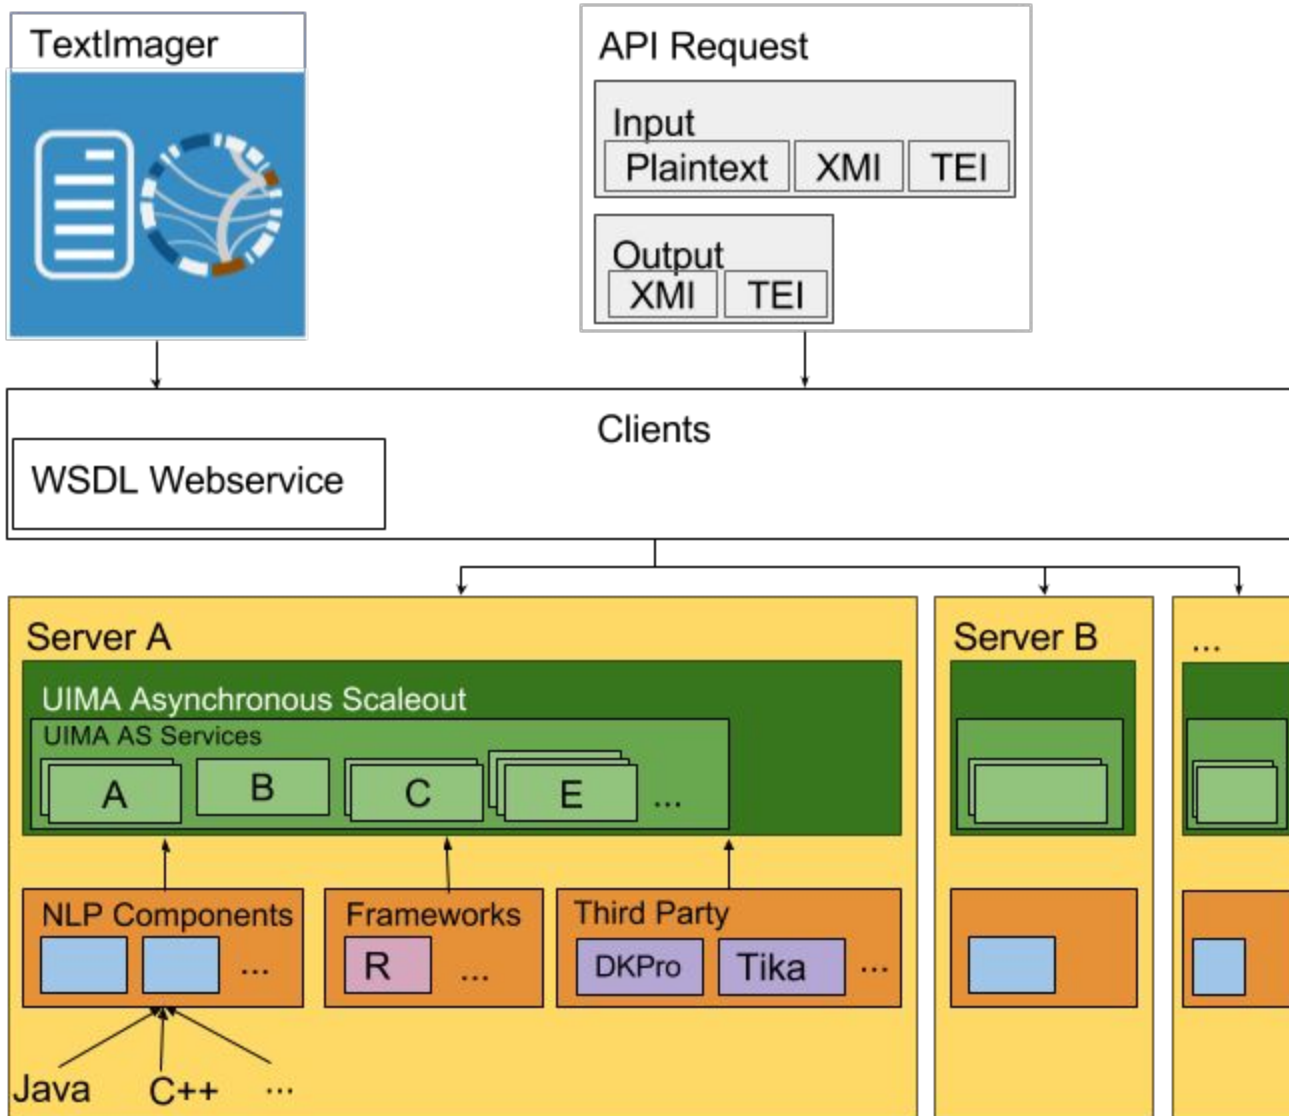 TextImager
API Request
Input
Plaintext XMI TEI
Output
XMI TEI
Clients
WSDL Webservice
Server A
Server B
...
UIMA Asynchronous Scaleout
UIMA AS Services
A B C E ...
NLP Components
...
Frameworks
R ...
Third Party
DKPro Tika ...
Java C++ ...